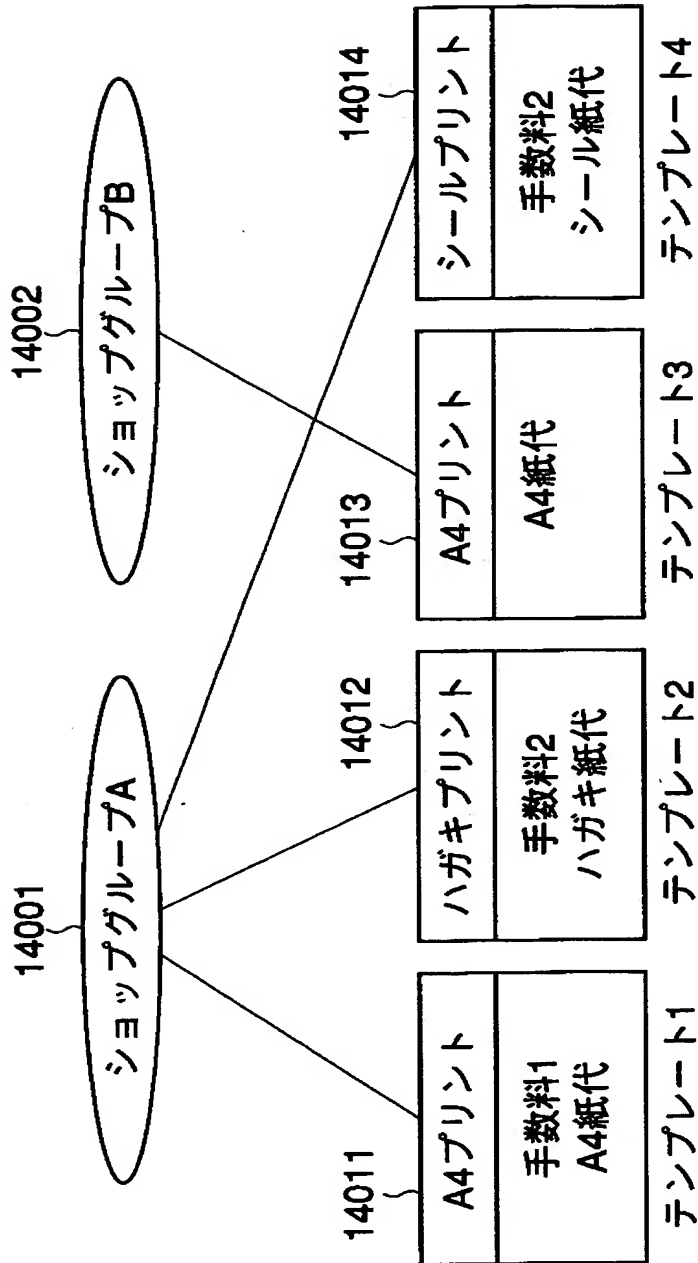 14001
ショップグループA
14002
ショップグループB
14011
A4プリント
手数料1
A4紙代
テンプレート1
14012
ハガキプリント
手数料2
ハガキ紙代
テンプレート2
14013
A4プリント
A4紙代
テンプレート3
14014
シールプリント
手数料2
シール紙代
テンプレート4